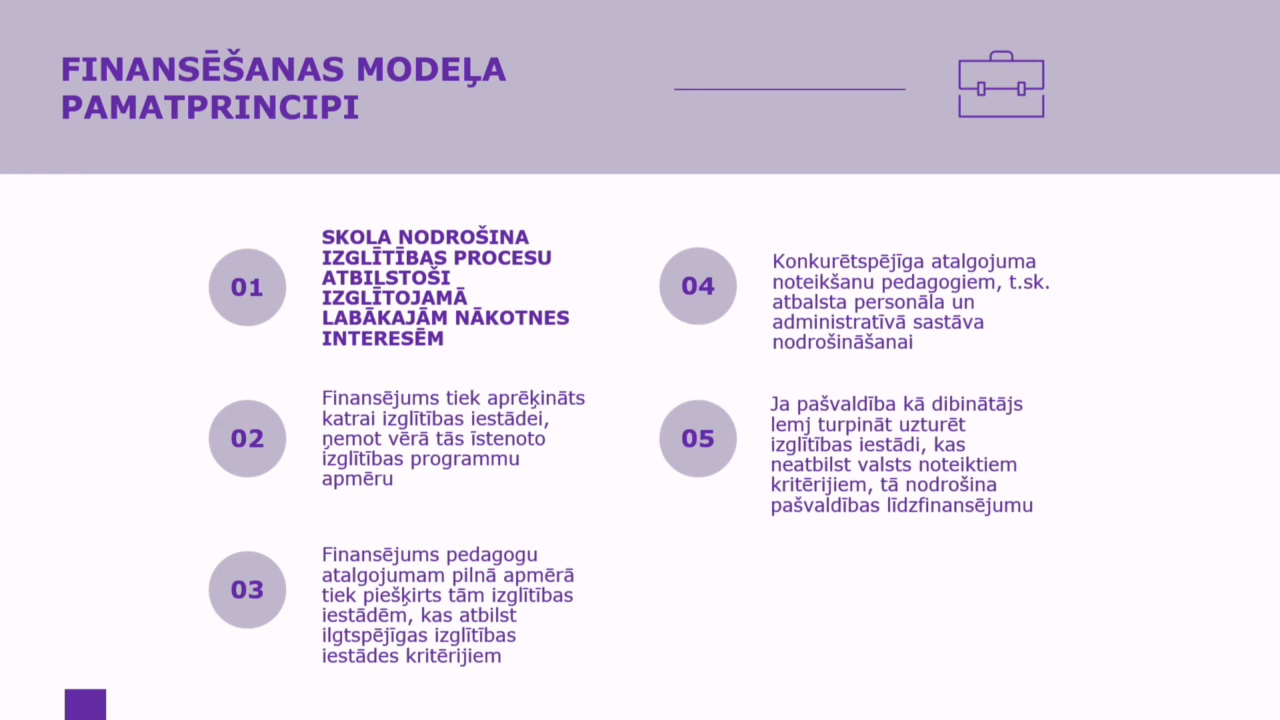 FINANSĒŠANAS MODEĻA
PAMATPRINCIPI
01
SKOLA NODROŠINA
IZGLĪTĪBAS PROCESU
ATBILSTOŠI
IZGLĪTOJAMĀ
LABĀKAJĀM NĀKOTNES
INTERESĒM
02
Finansējums tiek aprēķināts
katrai izglītības iestādei,
ņemot vērā tās īstenoto
izglītības programmu
apmēru
03
Finansējums pedagogu
atalgojumam pilnā apmērā
tiek piešķirts tām izglītības
iestādēm, kas atbilst
ilgtspējīgas izglītības
iestādes kritērijiem
04
Konkurētspējīga atalgojuma
noteikšanu pedagogiem, t.sk.
atbalsta personāla un
administratīvā sastāva
nodrošināšanai
05
Ja pašvaldība kā dibinātājs
lemj turpināt uzturēt
izglītības iestādi, kas
neatbilst valsts noteiktiem
kritērijiem, tā nodrošina
pašvaldības līdzfinansējumu